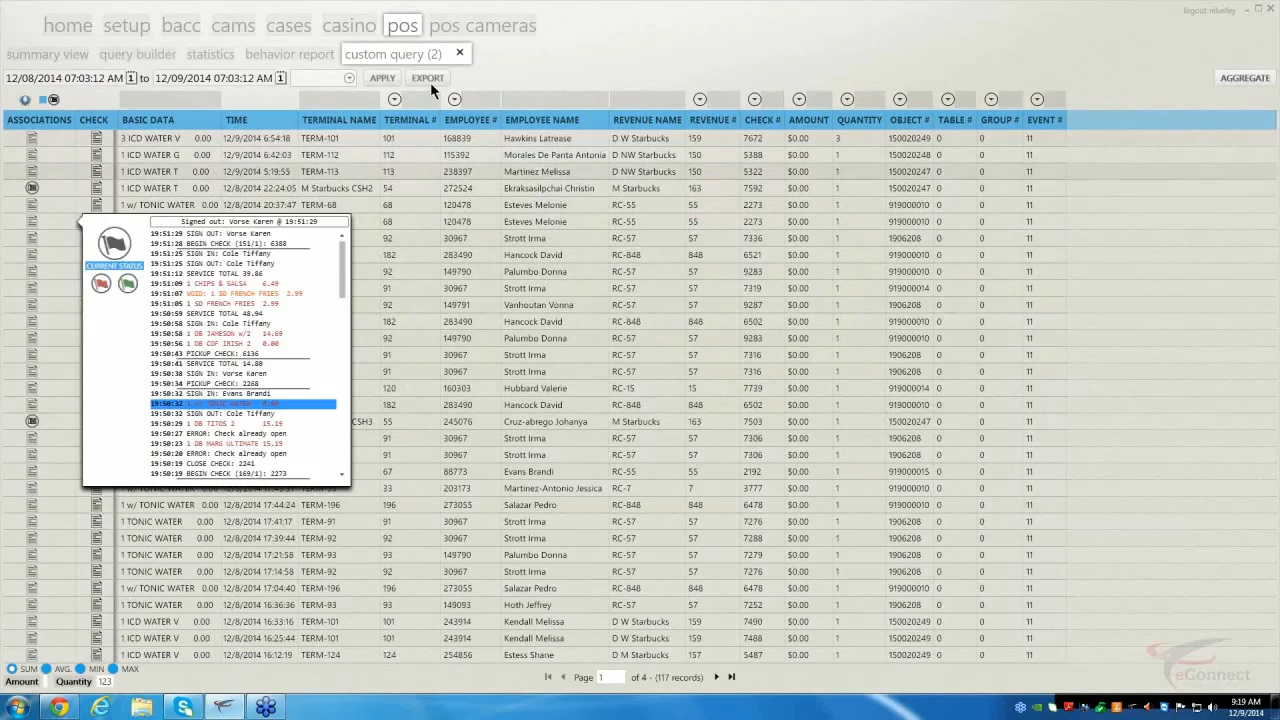 logout mkelley
home setup bacc cams cases casino pos pos cameras
summary view query builder statistics behavior report custom query (2) ×
12/08/2014 07:03:12 AM to 12/09/2014 07:03:12 AM APPLY EXPORT AGGREGATE
ASSOCIATIONS CHECK BASIC DATA TIME TERMINAL NAME TERMINAL # EMPLOYEE # EMPLOYEE NAME REVENUE NAME REVENUE # CHECK # AMOUNT QUANTITY OBJECT # TABLE # GROUP # EVENT #
3 ICD WATER V 0.00 12/9/2014 6:54:18 TERM-101 101 168839 Hawkins Latrease D W Starbucks 159 7672 $0.00 3 150020249 0 0 11
1 ICD WATER G 0.00 12/9/2014 6:42:03 TERM-112 112 115392 Morales De Panta Antonia D NW Starbucks 150 5388 $0.00 1 150020248 0 0 11
1 ICD WATER T 0.00 12/9/2014 5:19:55 TERM-113 113 238397 Martinez Melissa D NW Starbucks 150 5322 $0.00 1 150020247 0 0 11
1 ICD WATER T 0.00 12/8/2014 22:24:05 TERM-54 M Starbucks CSH2 54 272524 Ekraksasilpchai Christin M Starbucks 163 7592 $0.00 1 150020247 0 0 11
1 w/ TONIC WATER 0.00 12/8/2014 20:37:47 TERM-68 68 120478 Esteves Melonie RC-55 55 2273 $0.00 1 919000010 0 0 11
68 120478 Esteves Melonie RC-55 55 2273 $0.00 1 919000010 0 0 11
92 30967 Strott Irma RC-57 57 7336 $0.00 1 1906208 0 0 11
182 283490 Hancock David RC-848 848 6521 $0.00 1 919000010 0 0 11
92 149790 Palumbo Donna RC-57 57 9283 $0.00 1 1906208 0 0 11
91 30967 Strott Irma RC-57 57 7319 $0.00 1 919000014 0 0 11
92 149104 Vanhoutan Vonna RC-57 57 9287 $0.00 1 919000010 0 0 11
182 283490 Hancock David RC-848 848 6502 $0.00 1 919000010 0 0 11
92 149790 Palumbo Donna RC-57 57 9283 $0.00 1 1906208 0 0 11
91 30967 Strott Irma RC-57 57 7316 $0.00 1 1906208 0 0 11
91 30967 Strott Irma RC-57 57 7316 $0.00 1 1906208 0 0 11
120 160303 Hubbard Valerie RC-15 15 7739 $0.00 1 919000014 0 0 11
182 283490 Hancock David RC-848 848 6502 $0.00 1 919000010 0 0 11
CSH3 55 245076 Cruz-abrego Johanya M Starbucks 163 7503 $0.00 1 150020247 0 0 11
91 30967 Strott Irma RC-57 57 7306 $0.00 1 1906208 0 0 11
91 30967 Strott Irma RC-57 57 7306 $0.00 1 1906208 0 0 11
67 88773 Evans Brandi RC-55 55 2192 $0.00 1 919000015 0 0 11
33 203173 Martinez-Antonio Jessica RC-7 7 3777 $0.00 1 919000010 0 0 11
1 w/ TONIC WATER 0.00 12/8/2014 17:44:24 TERM-196 196 273055 Salazar Pedro RC-848 848 6478 $0.00 1 919000010 0 0 11
1 TONIC WATER 0.00 12/8/2014 17:41:17 TERM-91 91 30967 Strott Irma RC-57 57 7276 $0.00 1 1906208 0 0 11
1 TONIC WATER 0.00 12/8/2014 17:39:44 TERM-92 92 30967 Strott Irma RC-57 57 7288 $0.00 1 1906208 0 0 11
1 TONIC WATER 0.00 12/8/2014 17:21:58 TERM-93 93 149790 Palumbo Donna RC-57 57 7279 $0.00 1 1906208 0 0 11
1 TONIC WATER 0.00 12/8/2014 17:14:58 TERM-92 92 30967 Strott Irma RC-57 57 7276 $0.00 1 1906208 0 0 11
1 w/ TONIC WATER 0.00 12/8/2014 17:04:40 TERM-196 196 273055 Salazar Pedro RC-848 848 6478 $0.00 1 919000010 0 0 11
1 TONIC WATER 0.00 12/8/2014 16:36:36 TERM-93 93 149093 Hoth Jeffrey RC-57 57 7252 $0.00 1 1906208 0 0 11
1 ICD WATER V 0.00 12/8/2014 16:33:16 TERM-101 101 243914 Kendall Melissa D W Starbucks 159 7490 $0.00 1 150020249 0 0 11
1 ICD WATER V 0.00 12/8/2014 16:25:44 TERM-101 101 243914 Kendall Melissa D W Starbucks 159 7488 $0.00 1 150020249 0 0 11
1 ICD WATER V 0.00 12/8/2014 16:12:19 TERM-124 124 254856 Estess Shane D M Starbucks 157 5487 $0.00 1 150020249 0 0 11
Signed out: Vorse Karen @ 19:51:29
CURRENT STATUS
19:51:29 SIGN OUT: Vorse Karen
19:51:28 BEGIN CHECK (151/1): 6388
19:51:25 SIGN IN: Cole Tiffany
19:51:25 SIGN OUT: Cole Tiffany
19:51:12 SERVICE TOTAL 39.86
19:51:09 1 CHIPS & SALSA 6.49
19:51:07 VOID: 1 SD FRENCH FRIES 2.99
19:51:05 1 SD FRENCH FRIES 2.99
19:50:59 SERVICE TOTAL 48.94
19:50:58 SIGN IN: Cole Tiffany
19:50:58 1 DB JAMESON w/2 14.69
19:50:56 1 DB COF IRISH 2 0.00
19:50:43 PICKUP CHECK: 6136
19:50:41 SERVICE TOTAL 14.80
19:50:38 SIGN IN: Vorse Karen
19:50:34 PICKUP CHECK: 2268
19:50:32 SIGN IN: Evans Brandi
19:50:32
19:50:32 SIGN OUT: Cole Tiffany
19:50:29 1 DB TITOS 2 15.19
19:50:27 ERROR: Check already open
19:50:23 1 DB MARG ULTIMATE 15.19
19:50:20 ERROR: Check already open
19:50:19 CLOSE CHECK: 2241
19:50:19 BEGIN CHECK (169/1): 2273
SUM AVG. MIN MAX
Amount Quantity 123
Page 1 of 4 - (117 records)
eConnect
9:19 AM
12/9/2014